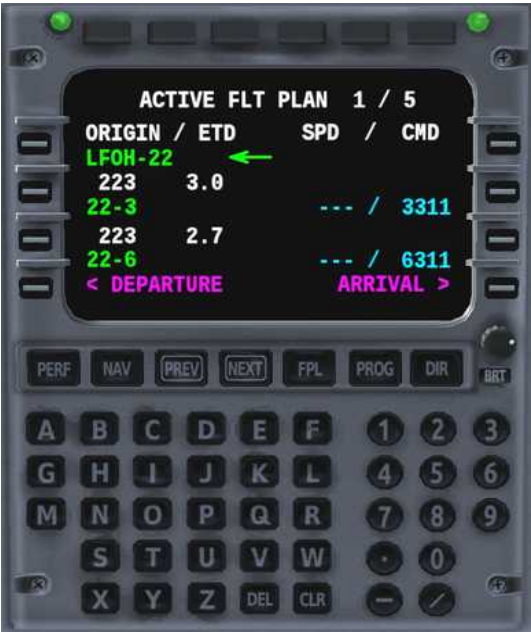 ACTIVE FLT PLAN 1 / 5
ORIGIN / ETD SPD / CMD
LFOH-22
223 3.0
22-3 --- / 3311
223 2.7
22-6 --- / 6311
< DEPARTURE ARRIVAL >
PERF NAV PREV NEXT FPL PROG DIR BRT
A B C D E F 1 2 3
G H I J K L 4 5 6
M N O P Q R 7 8 9
S T U V W . 0
X Y Z DEL CLR - /